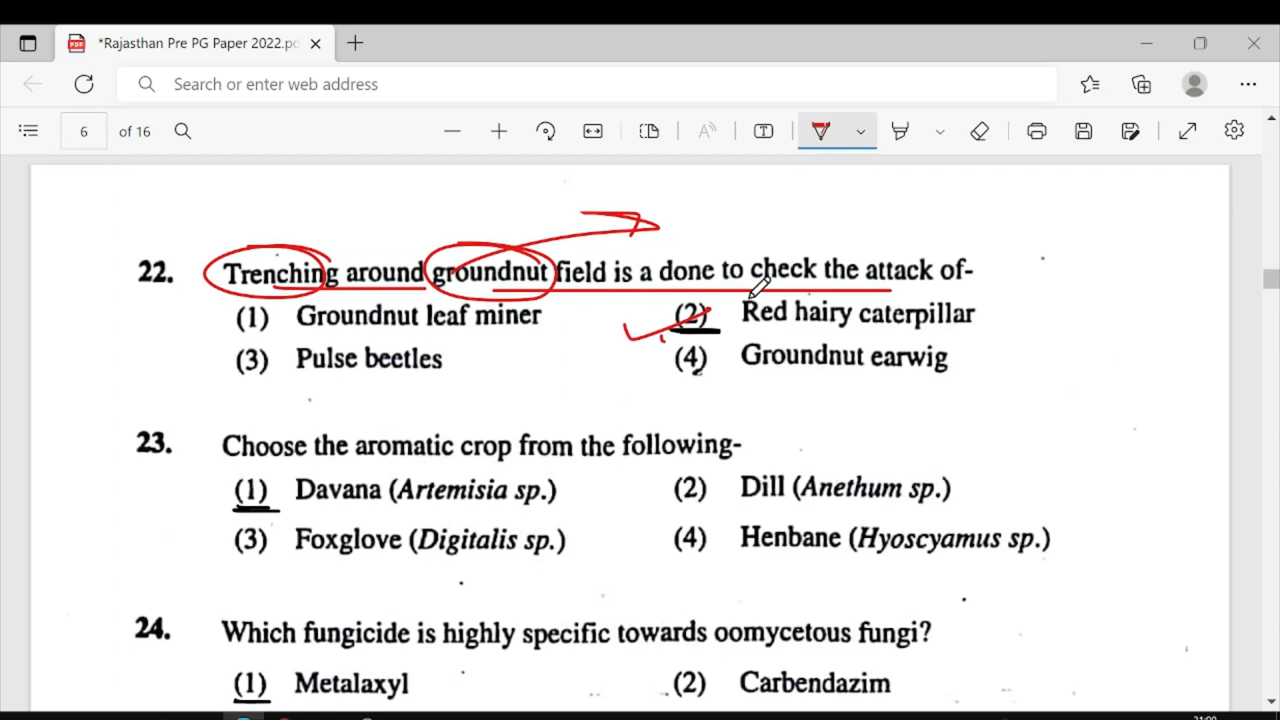 *Rajasthan Pre PG Paper 2022.pd
Search or enter web address
6 of 16
22. Trenching around groundnut field is a done to check the attack of-
(1) Groundnut leaf miner (2) Red hairy caterpillar
(3) Pulse beetles (4) Groundnut earwig
23. Choose the aromatic crop from the following-
(1) Davana (Artemisia sp.) (2) Dill (Anethum sp.)
(3) Foxglove (Digitalis sp.) (4) Henbane (Hyoscyamus sp.)
24. Which fungicide is highly specific towards oomycetous fungi?
(1) Metalaxyl (2) Carbendazim